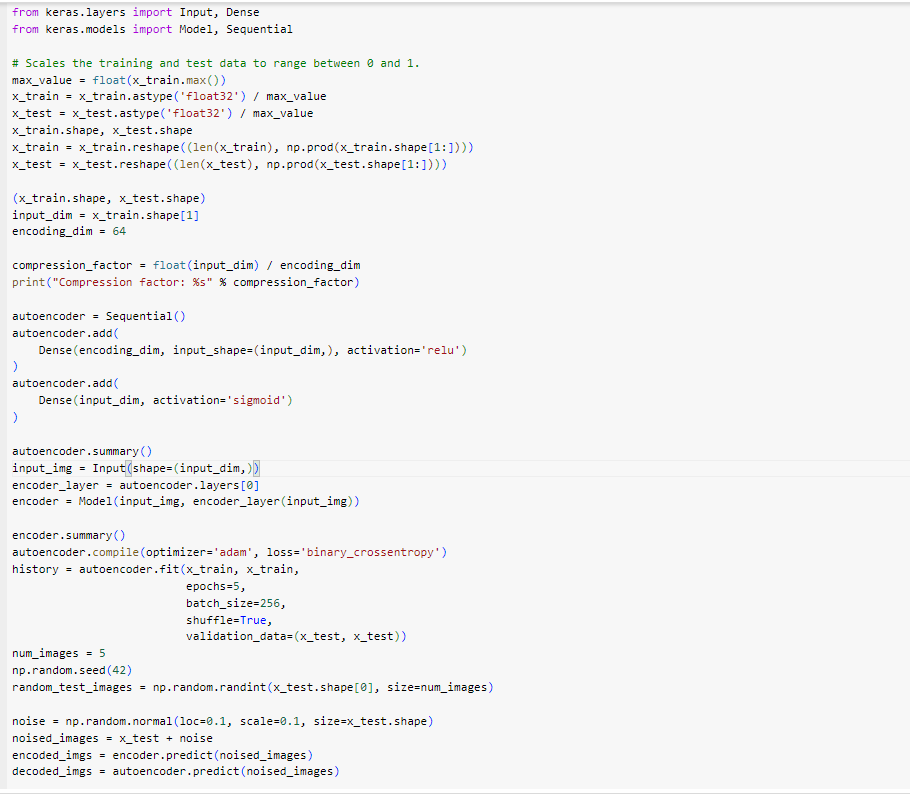 from keras.layers import Input, Dense
from keras.models import Model, Sequential
# Scales the training and test data to range between 0 and 1.
max_value = float(x_train.max())
x_train = x_train.astype('float32') / max_value
x_test = x_test.astype('float32') / max_value
x_train.shape, x_test.shape
x_train = x_train.reshape((len(x_train), np.prod(x_train.shape[1:])))
x_test = x_test.reshape((len(x_test), np.prod(x_test.shape[1:])))
(x_train.shape, x_test.shape)
input_dim = x_train.shape[1]
encoding_dim = 64
compression_factor = float(input_dim) / encoding_dim
print("Compression factor: %s" % compression_factor)
autoencoder = Sequential()
autoencoder.add(
    Dense(encoding_dim, input_shape=(input_dim,), activation='relu')
)
autoencoder.add(
    Dense(input_dim, activation='sigmoid')
)
autoencoder.summary()
input_img = Input(shape=(input_dim,))
encoder_layer = autoencoder.layers[0]
encoder = Model(input_img, encoder_layer(input_img))
encoder.summary()
autoencoder.compile(optimizer='adam', loss='binary_crossentropy')
history = autoencoder.fit(x_train, x_train,
                          epochs=5,
                          batch_size=256,
                          shuffle=True,
                          validation_data=(x_test, x_test))
num_images = 5
np.random.seed(42)
random_test_images = np.random.randint(x_test.shape[0], size=num_images)
noise = np.random.normal(loc=0.1, scale=0.1, size=x_test.shape)
noised_images = x_test + noise
encoded_imgs = encoder.predict(noised_images)
decoded_imgs = autoencoder.predict(noised_images)